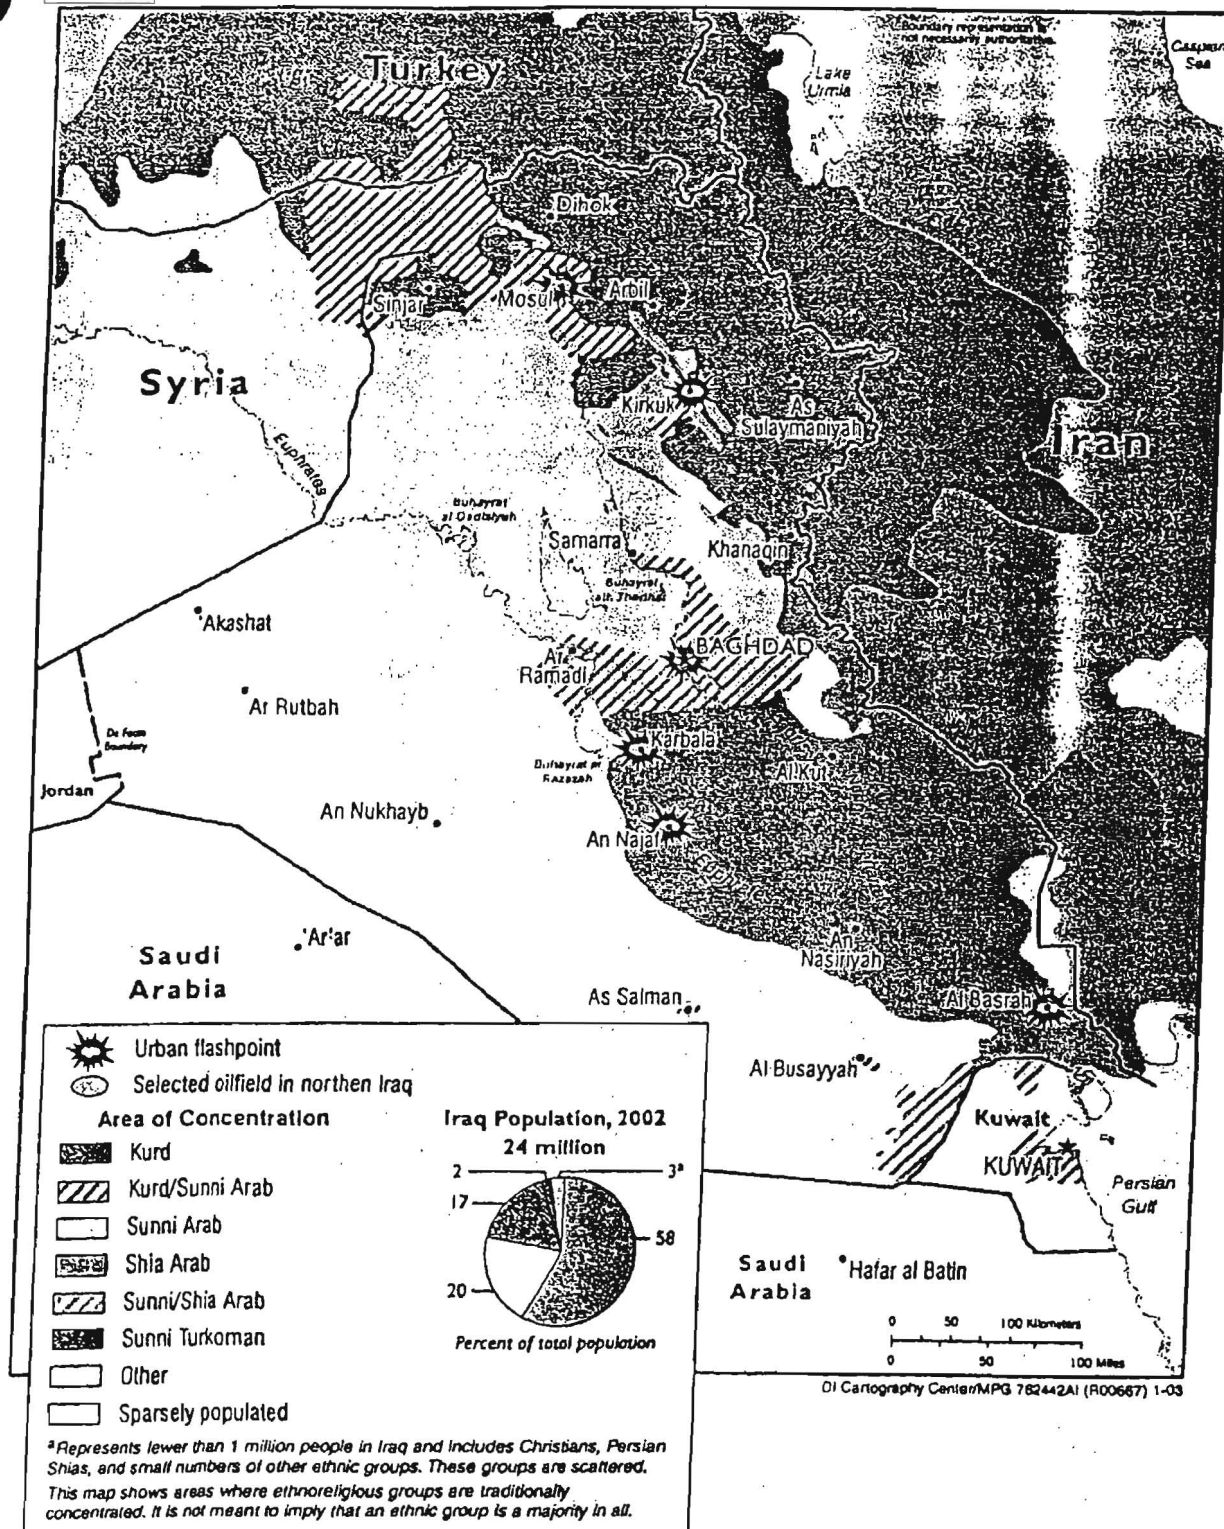 Boundary representation is
not necessarily authoritative.
Caspian
Sea
Turkey
Lake
Urmia
Dihok
Sinjar
Mosul
Arbil
Syria
Kirkuk
As
Sulaymaniyah
Iran
Euphrates
Buhayrat
al Qadisiyah
Samarra
Khanaqin
Buhayrat
ath Tharthar
Akashat
BAGHDAD
Ar
Ramadi
Ar Rutbah
De Facto
Boundary
Karbala
Buhayrat ar
Razazah
Al Kut
Jordan
An Nukhayb
An Najaf
'Ar'ar
An
Nasiriyah
Saudi
Arabia
As Salman
Al Basrah
Al Busayyah
Kuwait
KUWAIT
Persian
Gulf
Saudi
Arabia
Hafar al Batin
0 50 100 Kilometers
0 50 100 Miles
Urban flashpoint
Selected oilfield in northen Iraq
Area of Concentration
Kurd
Kurd/Sunni Arab
Sunni Arab
Shia Arab
Sunni/Shia Arab
Sunni Turkoman
Other
Sparsely populated
Iraq Population, 2002
24 million
2
3ª
17
58
20
Percent of total population
DI Cartography Center/MPG 762442AI (R00667) 1-03
ªRepresents fewer than 1 million people in Iraq and includes Christians, Persian
Shias, and small numbers of other ethnic groups. These groups are scattered.
This map shows areas where ethnoreligious groups are traditionally
concentrated. It is not meant to imply that an ethnic group is a majority in all.